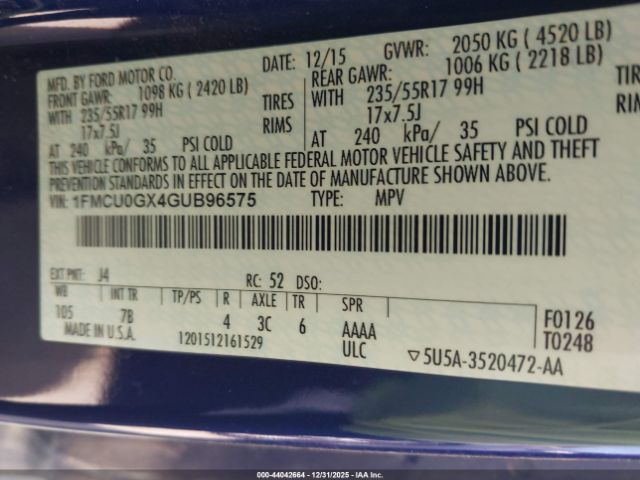 MFD. BY FORD MOTOR CO.
DATE: 12/15 GVWR: 2050 KG ( 4520 LB)
FRONT GAWR: 1098 KG ( 2420 LB)
REAR GAWR: 1006 KG ( 2218 LB)
WITH 235/55R17 99H TIRES
WITH 235/55R17 99H TIRE
17x7.5J RIMS
17x7.5J RIMS
AT 240 kPa/ 35 PSI COLD
AT 240 kPa/ 35 PSI COLD
THIS VEHICLE CONFORMS TO ALL APPLICABLE FEDERAL MOTOR VEHICLE SAFETY AND THEFT
PREVENTION STANDARDS IN EFFECT ON THE DATE OF MANUFACTURE SHOWN ABOVE.
VIN: 1FMCU0GX4GUB96575 TYPE: MPV
EXT PNT: J4 RC: 52 DSO:
WB INT TR TP/PS R AXLE TR SPR
105 7B 4 3C 6 AAAA F0126
MADE IN U.S.A. 1201512161529 ULC T0248
▽5U5A-3520472-AA
000-44042664 - 12/31/2025 - IAA Inc.